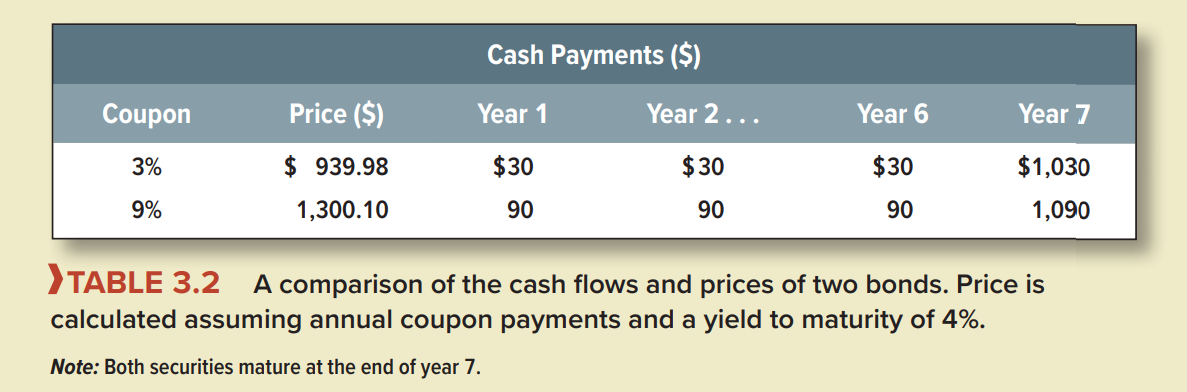 Cash Payments ($)
Coupon Price ($) Year 1 Year 2 . . . Year 6 Year 7
3% $ 939.98 $30 $30 $30 $1,030
9% 1,300.10 90 90 90 1,090
TABLE 3.2 A comparison of the cash flows and prices of two bonds. Price is
calculated assuming annual coupon payments and a yield to maturity of 4%.
Note: Both securities mature at the end of year 7.